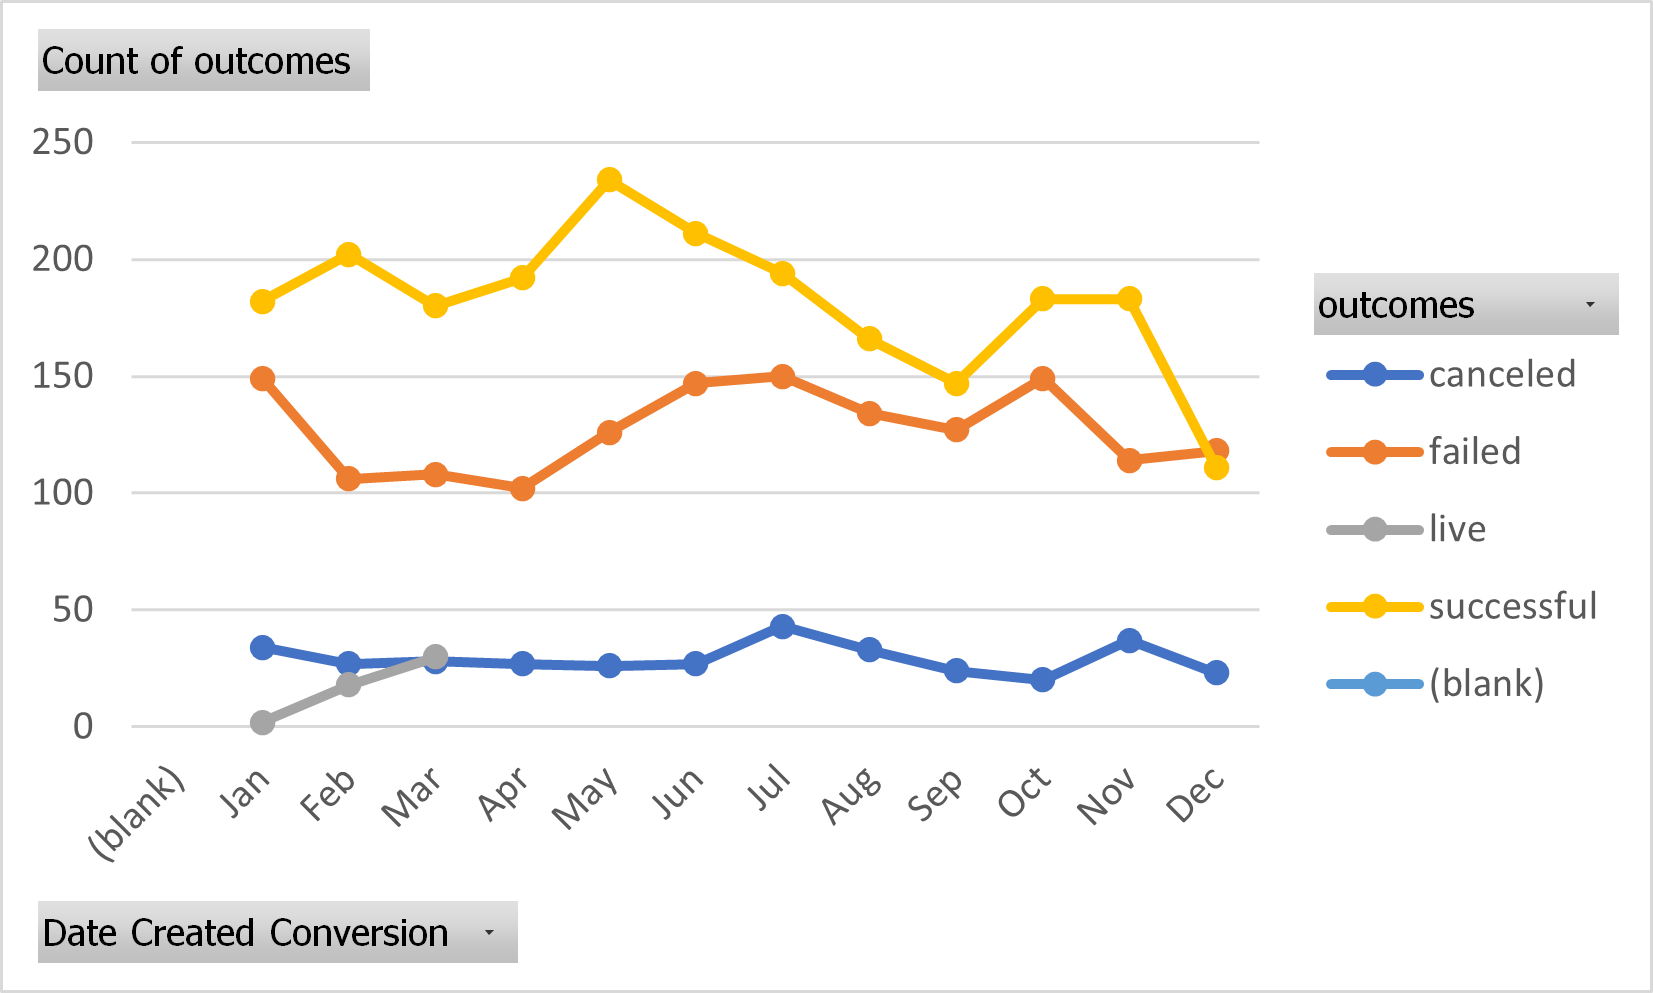 Count of outcomes
250
200
150
100
50
0
(blank)
Jan
Feb
Mar
Apr
May
Jun
Jul
Aug
Sep
Oct
Nov
Dec
outcomes
canceled
failed
live
successful
(blank)
Date Created Conversion